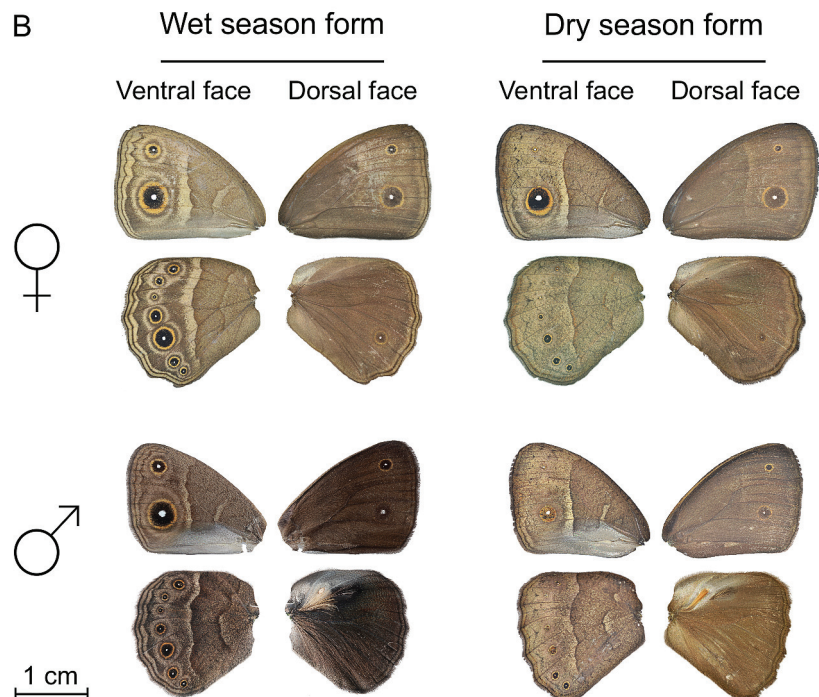 B
Wet season form
Dry season form
Ventral face
Dorsal face
Ventral face
Dorsal face
1 cm